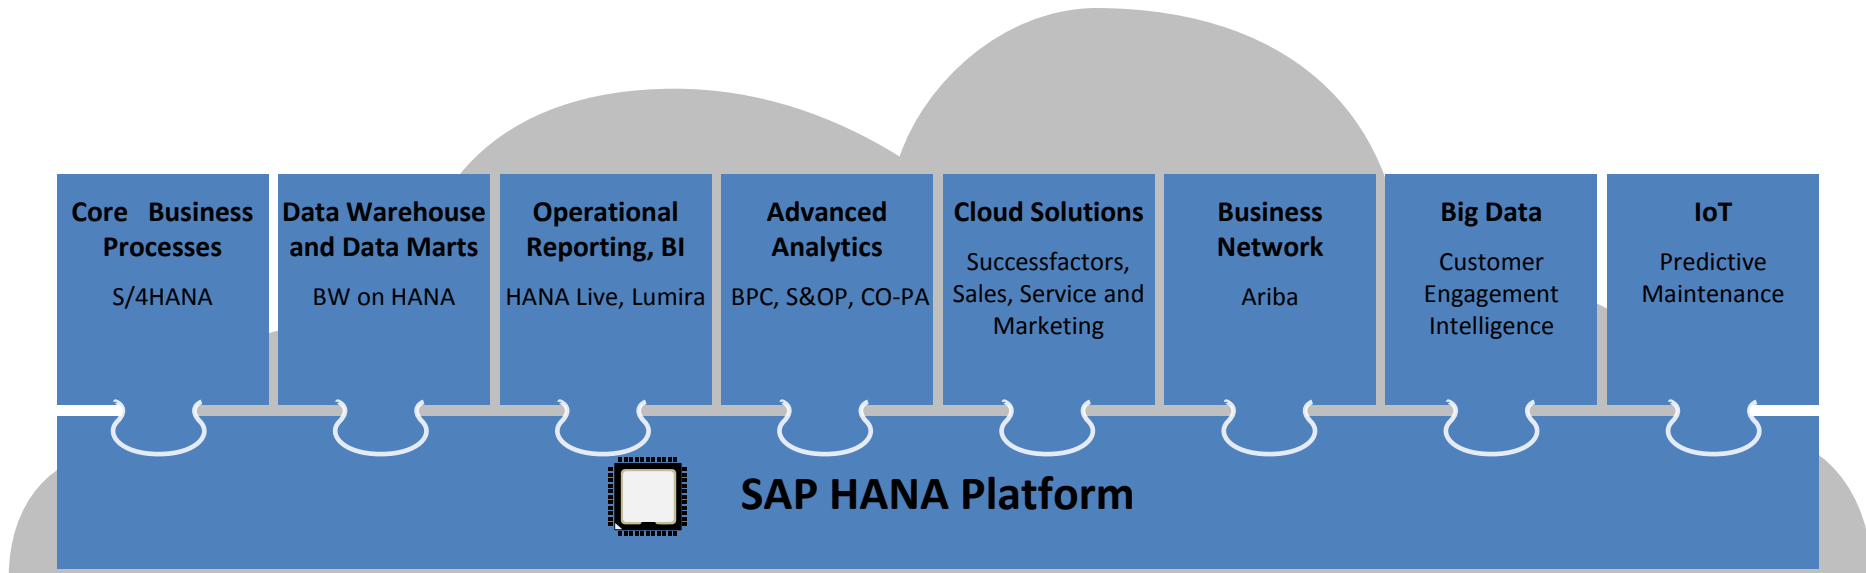 Core Business
Processes
S/4HANA
Data Warehouse
and Data Marts
BW on HANA
Operational
Reporting, BI
HANA Live, Lumira
Advanced
Analytics
BPC, S&OP, CO-PA
Cloud Solutions
Successfactors,
Sales, Service and
Marketing
Business
Network
Ariba
Big Data
Customer
Engagement
Intelligence
IoT
Predictive
Maintenance
SAP HANA Platform